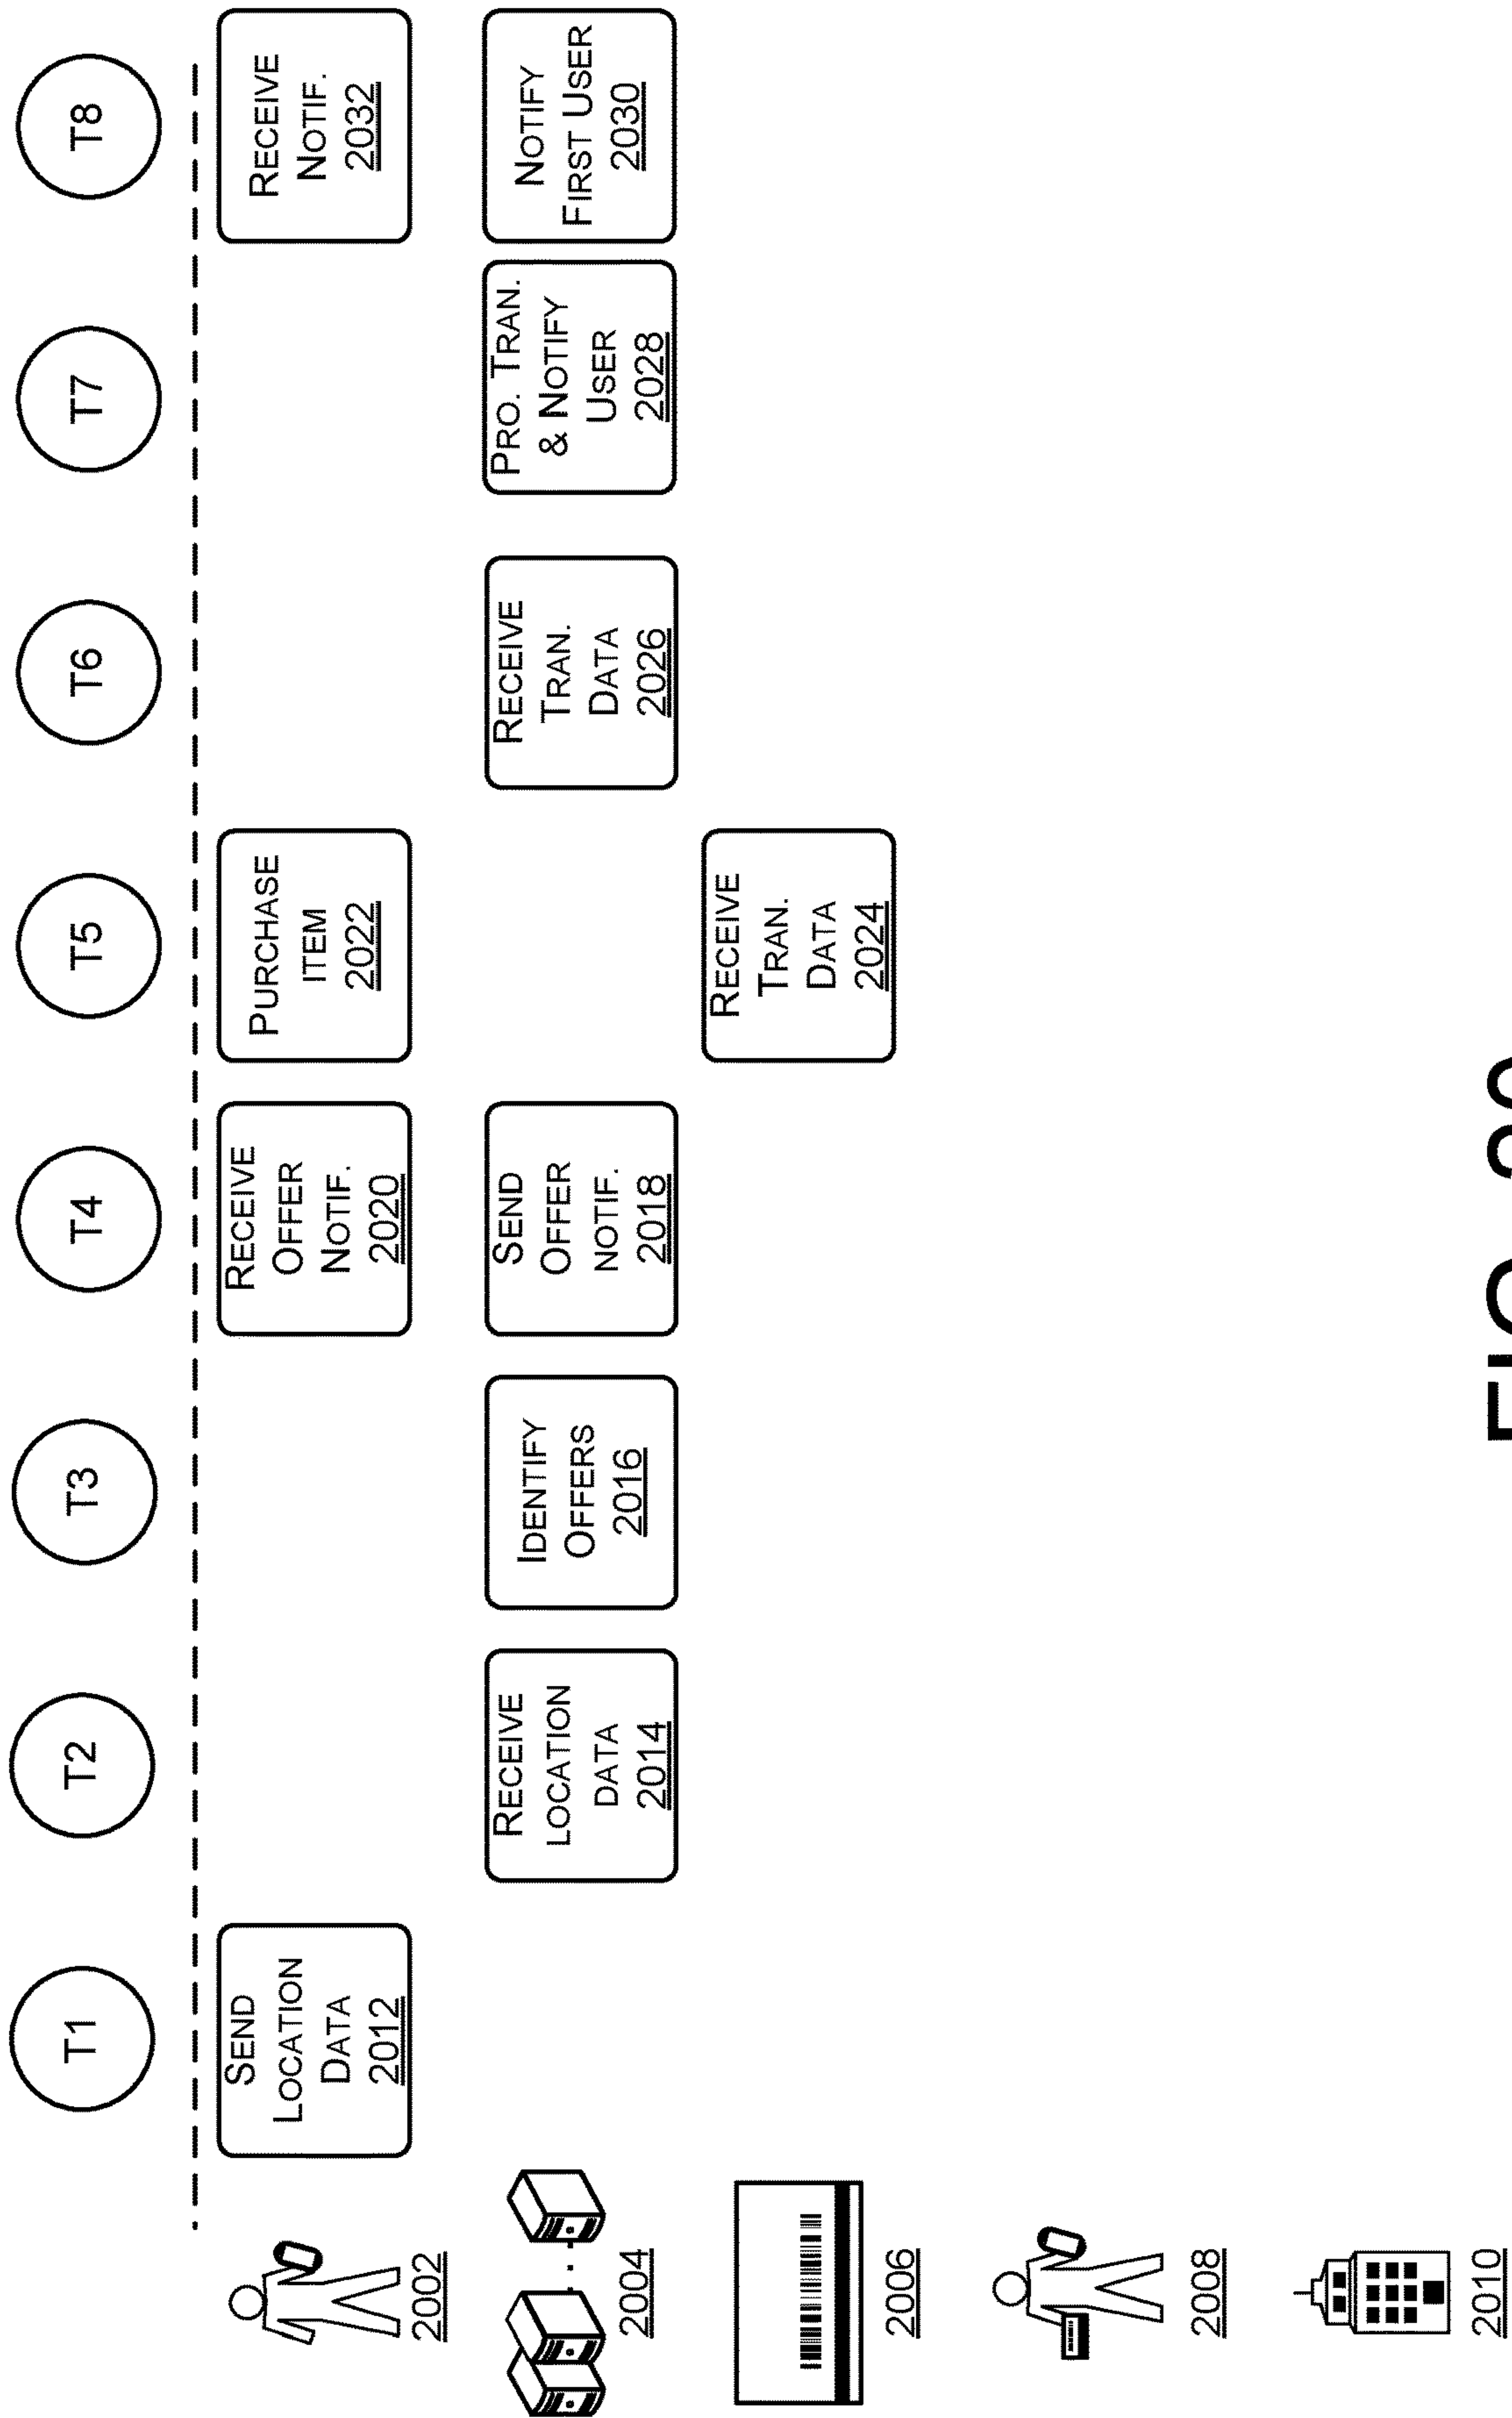 T1
T2
T3
T4
T5
T6
T7
T8
2002
SEND
LOCATION
DATA
2012
RECEIVE
OFFER
NOTIF.
2020
PURCHASE
ITEM
2022
RECEIVE
NOTIF.
2032
2004
RECEIVE
LOCATION
DATA
2014
IDENTIFY
OFFERS
2016
SEND
OFFER
NOTIF.
2018
RECEIVE
TRAN.
DATA
2026
PRO. TRAN.
& NOTIFY
USER
2028
NOTIFY
FIRST USER
2030
2006
RECEIVE
TRAN.
DATA
2024
2008
2010